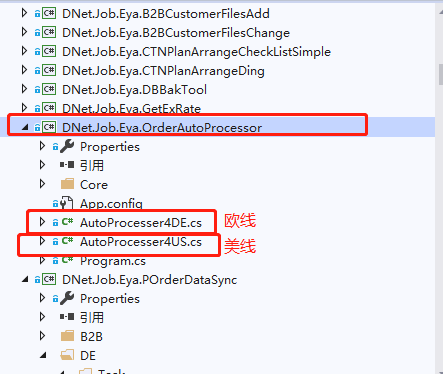 DNet.Job.Eya.B2BCustomerFilesAdd
DNet.Job.Eya.B2BCustomerFilesChange
DNet.Job.Eya.CTNPlanArrangeCheckListSimple
DNet.Job.Eya.CTNPlanArrangeDing
DNet.Job.Eya.DBBakTool
DNet.Job.Eya.GetExRate
DNet.Job.Eya.OrderAutoProcessor
Properties
引用
Core
App.config
C# AutoProcesser4DE.cs 欧线
C# AutoProcesser4US.cs 美线
C# Program.cs
DNet.Job.Eya.POrderDataSync
Properties
引用
B2B
DE